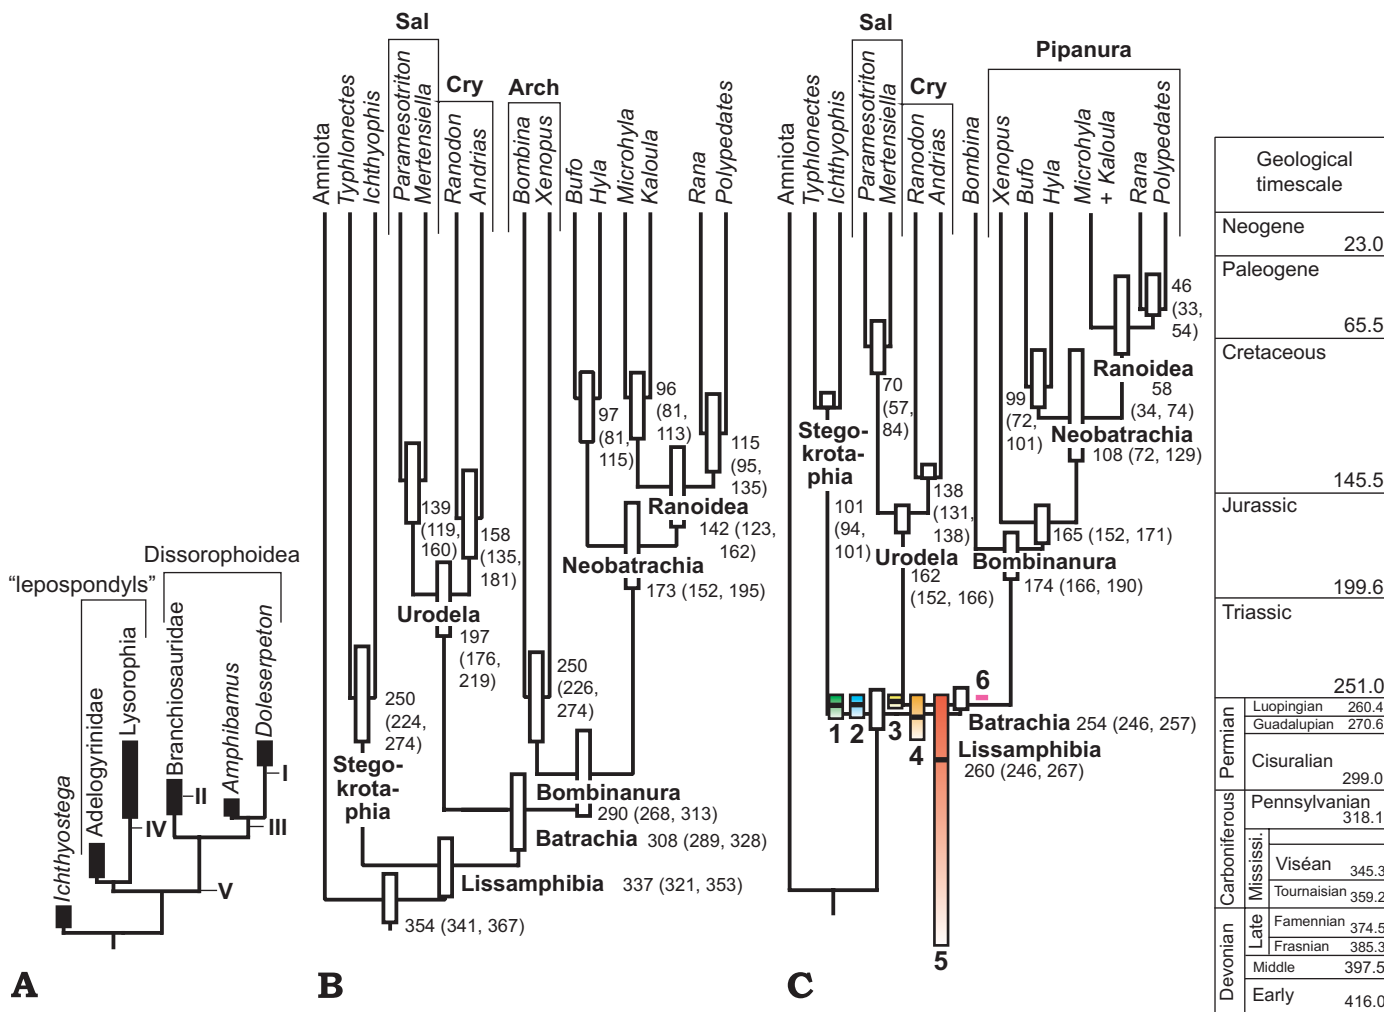 Dissorophoidea
“lepospondyls”
Ichthyostega
Adelogyrinidae
Lysorophia
Branchiosauridae
Amphibamus
Doleserpeton
I
II
III
IV
V
A
Sal
Cry
Arch
Amniota
Typhlonectes
Ichthyophis
Paramesotriton
Mertensiella
Ranodon
Andrias
Bombina
Xenopus
Bufo
Hyla
Microhyla
Kaloula
Rana
Polypedates
97
(81,
115)
96
(81,
113)
115
(95,
135)
139
(119,
160)
158
(135,
181)
Ranoidea
142 (123,
162)
Neobatrachia
173 (152, 195)
Urodela
197
(176,
219)
250
(224,
274)
250
(226,
274)
Stego-
krota-
phia
Bombinanura
290 (268, 313)
Batrachia 308 (289, 328)
Lissamphibia 337 (321, 353)
354 (341, 367)
B
Sal
Cry
Pipanura
Amniota
Typhlonectes
Ichthyophis
Paramesotriton
Mertensiella
Ranodon
Andrias
Bombina
Xenopus
Bufo
Hyla
Microhyla
+ Kaloula
Rana
Polypedates
46
(33,
54)
Ranoidea
58
(34, 74)
70
(57,
84)
99
(72,
101)
Neobatrachia
108 (72, 129)
Stego-
krota-
phia
101
(94,
101)
138
(131,
138)
Urodela
162
(152, 166)
165 (152, 171)
Bombinanura
174 (166, 190)
6
1
2
3
4
5
Batrachia 254 (246, 257)
Lissamphibia
260 (246, 267)
C
Geological
timescale
Neogene
23.0
Paleogene
65.5
Cretaceous
145.5
Jurassic
199.6
Triassic
251.0
Permian
Luopingian 260.4
Guadalupian 270.6
Cisuralian
299.0
Carboniferous
Pennsylvanian
318.1
Mississi.
Viséan 345.3
Tournaisian 359.2
Devonian
Late
Famennian 374.5
Frasnian 385.3
Middle 397.5
Early 416.0